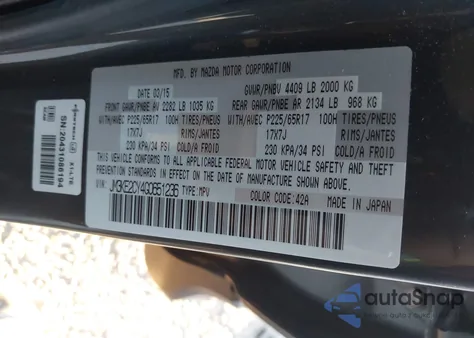 MFD. BY MAZDA MOTOR CORPORATION
DATE 03/15 GVWR/PNBV 4409 LB 2000 KG
FRONT GAWR/PNBE AV 2282 LB 1035 KG REAR GAWR/PNBE AR 2134 LB 968 KG
WITH/AVEC P225/65R17 100H TIRES/PNEUS WITH/AVEC P225/65R17 100H TIRES/PNEUS
17X7J RIMS/JANTES 17X7J RIMS/JANTES
230 KPA/34 PSI COLD/A FROID 230 KPA/34 PSI COLD/A FROID
THIS VEHICLE CONFORMS TO ALL APPLICABLE FEDERAL MOTOR VEHICLE SAFETY AND
THEFT PREVENTION STANDARDS IN EFFECT ON THE DATE OF MANUFACTURE SHOWN ABOVE.
VIN: JM3KE2CY4G0651236 TYPE:MPV
COLOR CODE:42A MADE IN JAPAN
SN 20431086194
autoSnap